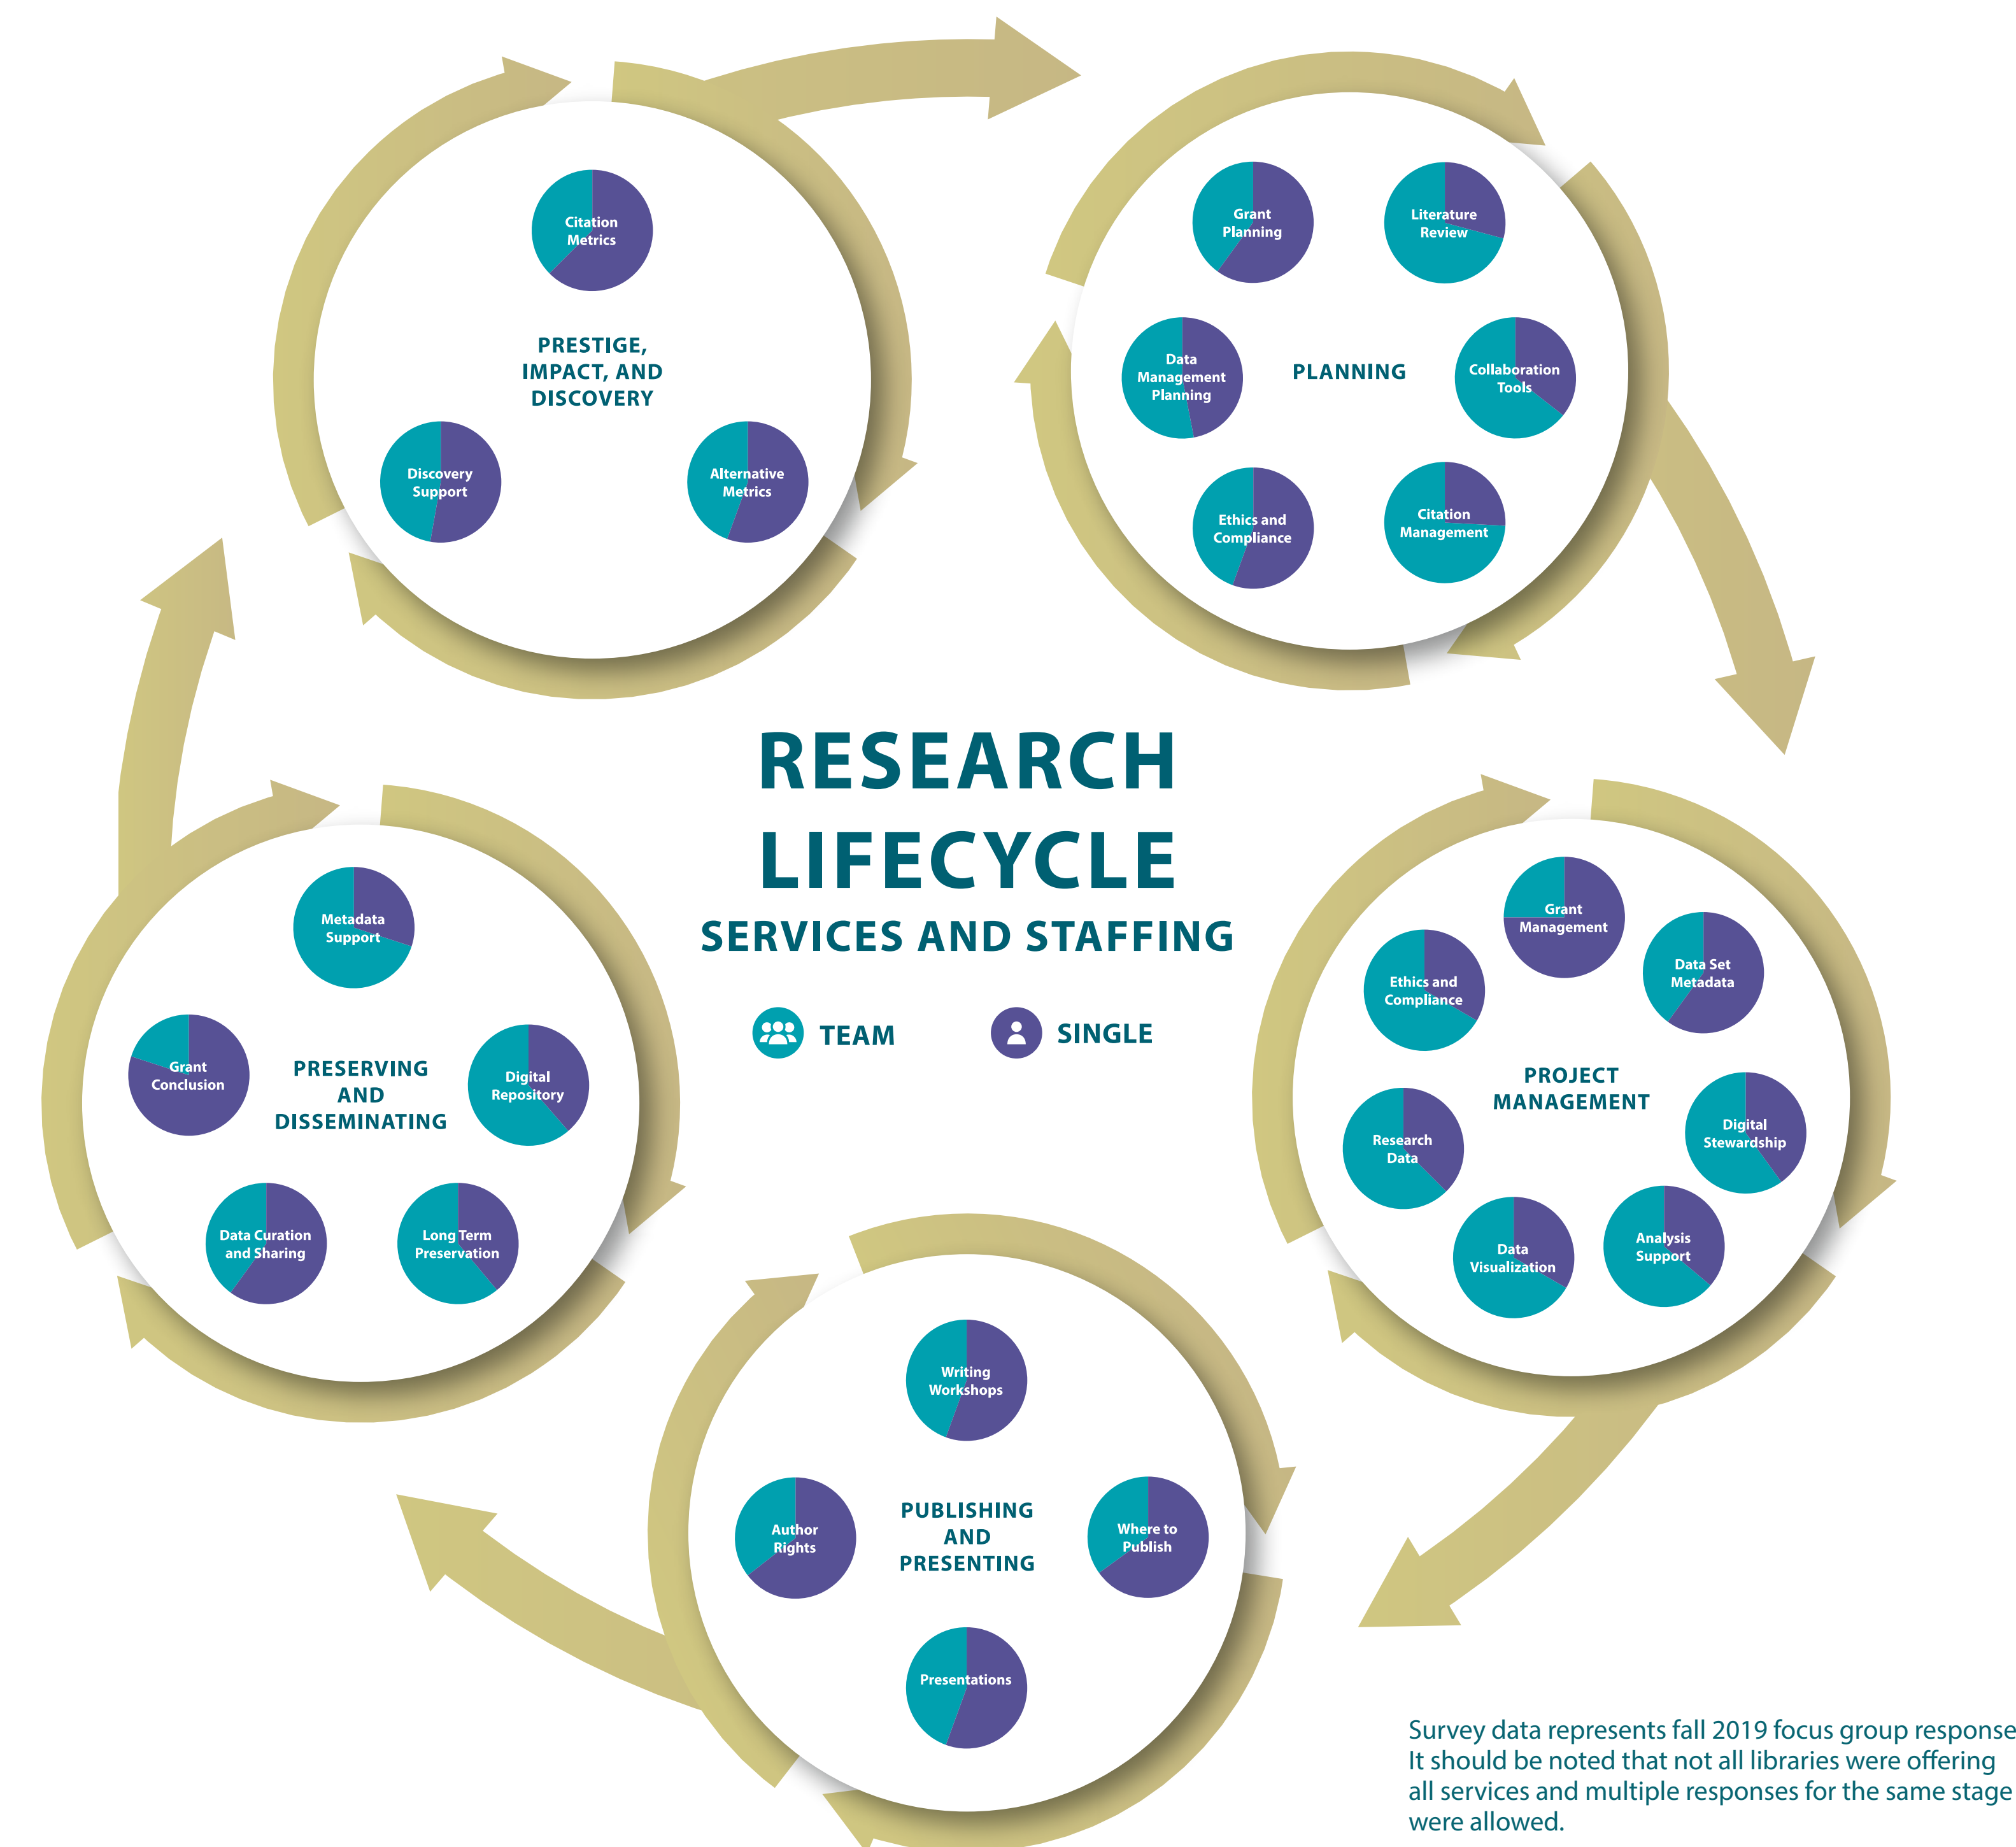 Citation
Metrics
PRESTIGE,
IMPACT, AND
DISCOVERY
Discovery
Support
Alternative
Metrics
Grant
Planning
Literature
Review
Data
Management
Planning
PLANNING
Collaboration
Tools
Ethics and
Compliance
Citation
Management
RESEARCH
LIFECYCLE
SERVICES AND STAFFING
TEAM
SINGLE
Metadata
Support
Grant
Conclusion
PRESERVING
AND
DISSEMINATING
Digital
Repository
Data Curation
and Sharing
Long Term
Preservation
Grant
Management
Ethics and
Compliance
Data Set
Metadata
PROJECT
MANAGEMENT
Research
Data
Digital
Stewardship
Data
Visualization
Analysis
Support
Writing
Workshops
Author
Rights
PUBLISHING
AND
PRESENTING
Where to
Publish
Presentations
Survey data represents fall 2019 focus group response
It should be noted that not all libraries were offering
all services and multiple responses for the same stage
were allowed.